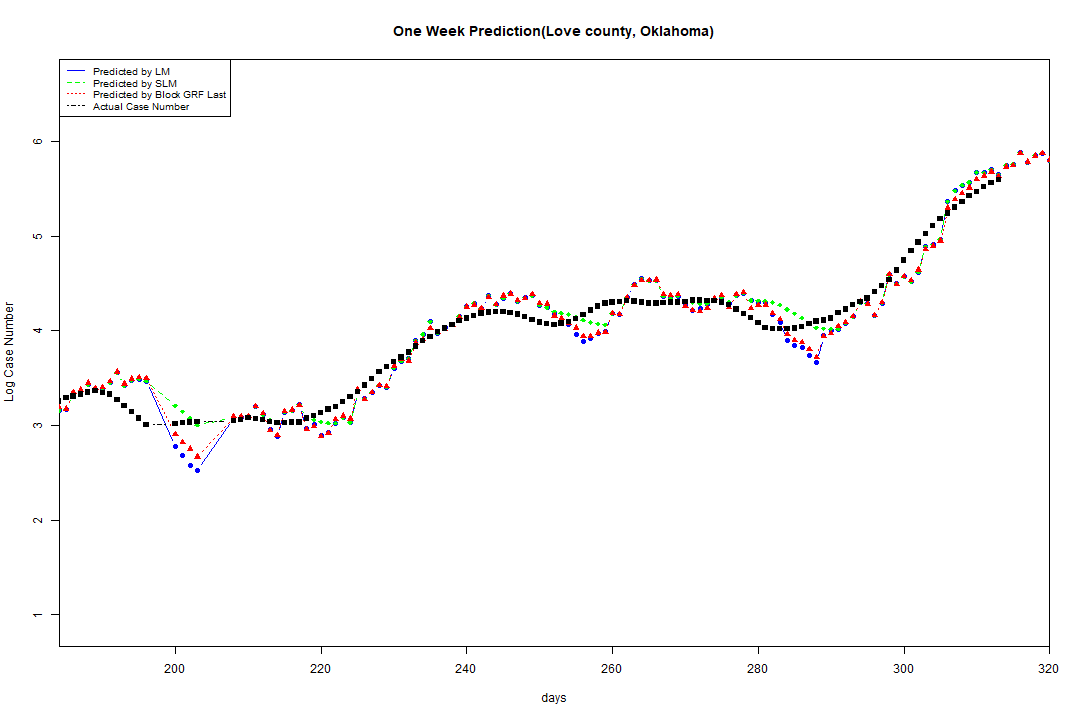 One Week Prediction(Love county, Oklahoma)
Predicted by LM
Predicted by SLM
Predicted by Block GRF Last
Actual Case Number
Log Case Number
6
5
4
3
2
1
200 220 240 260 280 300 320
days